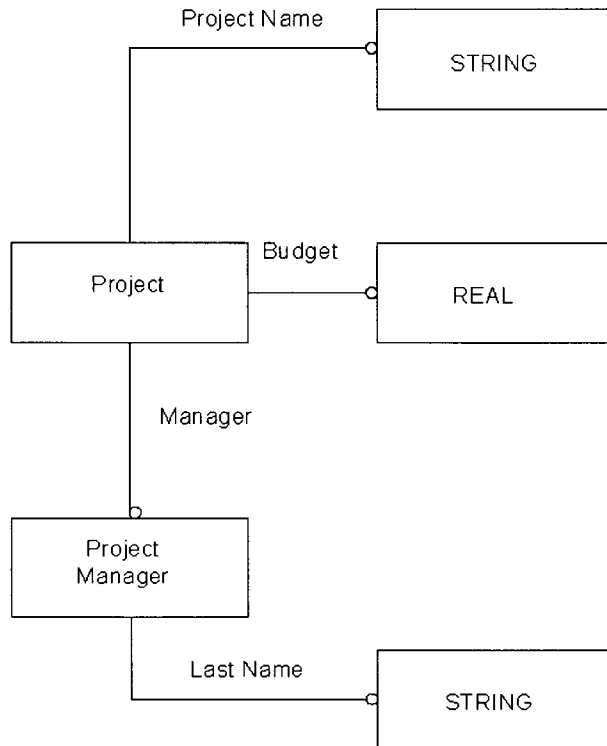 Project Name
STRING
Budget
Project
REAL
Manager
Project
Manager
Last Name
STRING